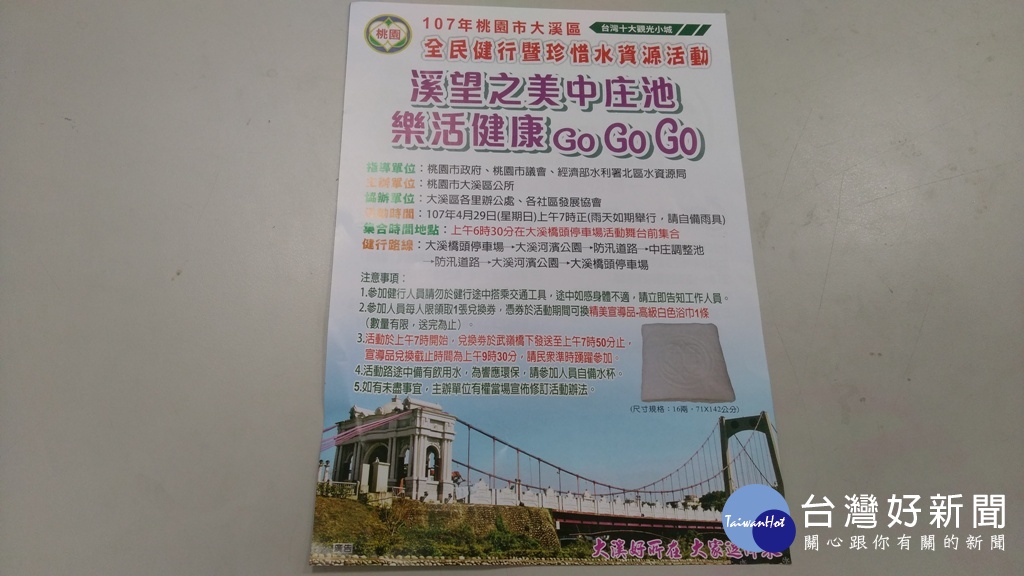 桃園
107年桃園市大溪區 台灣十大觀光小城
全民健行暨珍惜水資源活動
溪望之美中庄池
樂活健康 Go Go Go
指導單位：桃園市政府、桃園市議會、經濟部水利署北區水資源局
主辦單位：桃園市大溪區公所
協辦單位：大溪區各里辦公處、各社區發展協會
活動時間：107年4月29日(星期日)上午7時正(雨天如期舉行，請自備雨具)
集合時間地點：上午6時30分在大溪橋頭停車場活動舞台前集合
健行路線：大溪橋頭停車場→大溪河濱公園→防汛道路→中庄調整池
→防汛道路→大溪河濱公園→大溪橋頭停車場
注意事項：
1.參加健行人員請勿於健行途中搭乘交通工具，途中如感身體不適，請立即告知工作人員。
2.參加人員每人限領取1張兌換券，憑券於活動期間可換精美宣導品-高級白色浴巾1條
（數量有限，送完為止）。
3.活動於上午7時開始，兌換券於武嶺橋下發送至上午7時50分止，
宣導品兌換截止時間為上午9時30分，請民眾準時踴躍參加。
4.活動路途中備有飲用水，為響應環保，請參加人員自備水杯。
5.如有未盡事宜，主辦單位有權當場宣佈修訂活動辦法。
(尺寸規格：16兩，71X142公分)
廣告
大溪好所在 大家
TaiwanHot
台灣好新聞
關心跟你有關的新聞